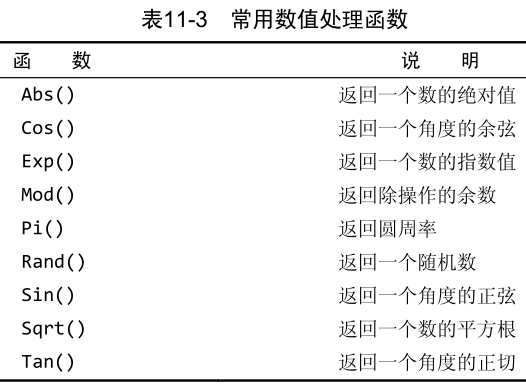 表11-3 常用数值处理函数
函 数 说 明
Abs() 返回一个数的绝对值
Cos() 返回一个角度的余弦
Exp() 返回一个数的指数值
Mod() 返回除操作的余数
Pi() 返回圆周率
Rand() 返回一个随机数
Sin() 返回一个角度的正弦
Sqrt() 返回一个数的平方根
Tan() 返回一个角度的正切